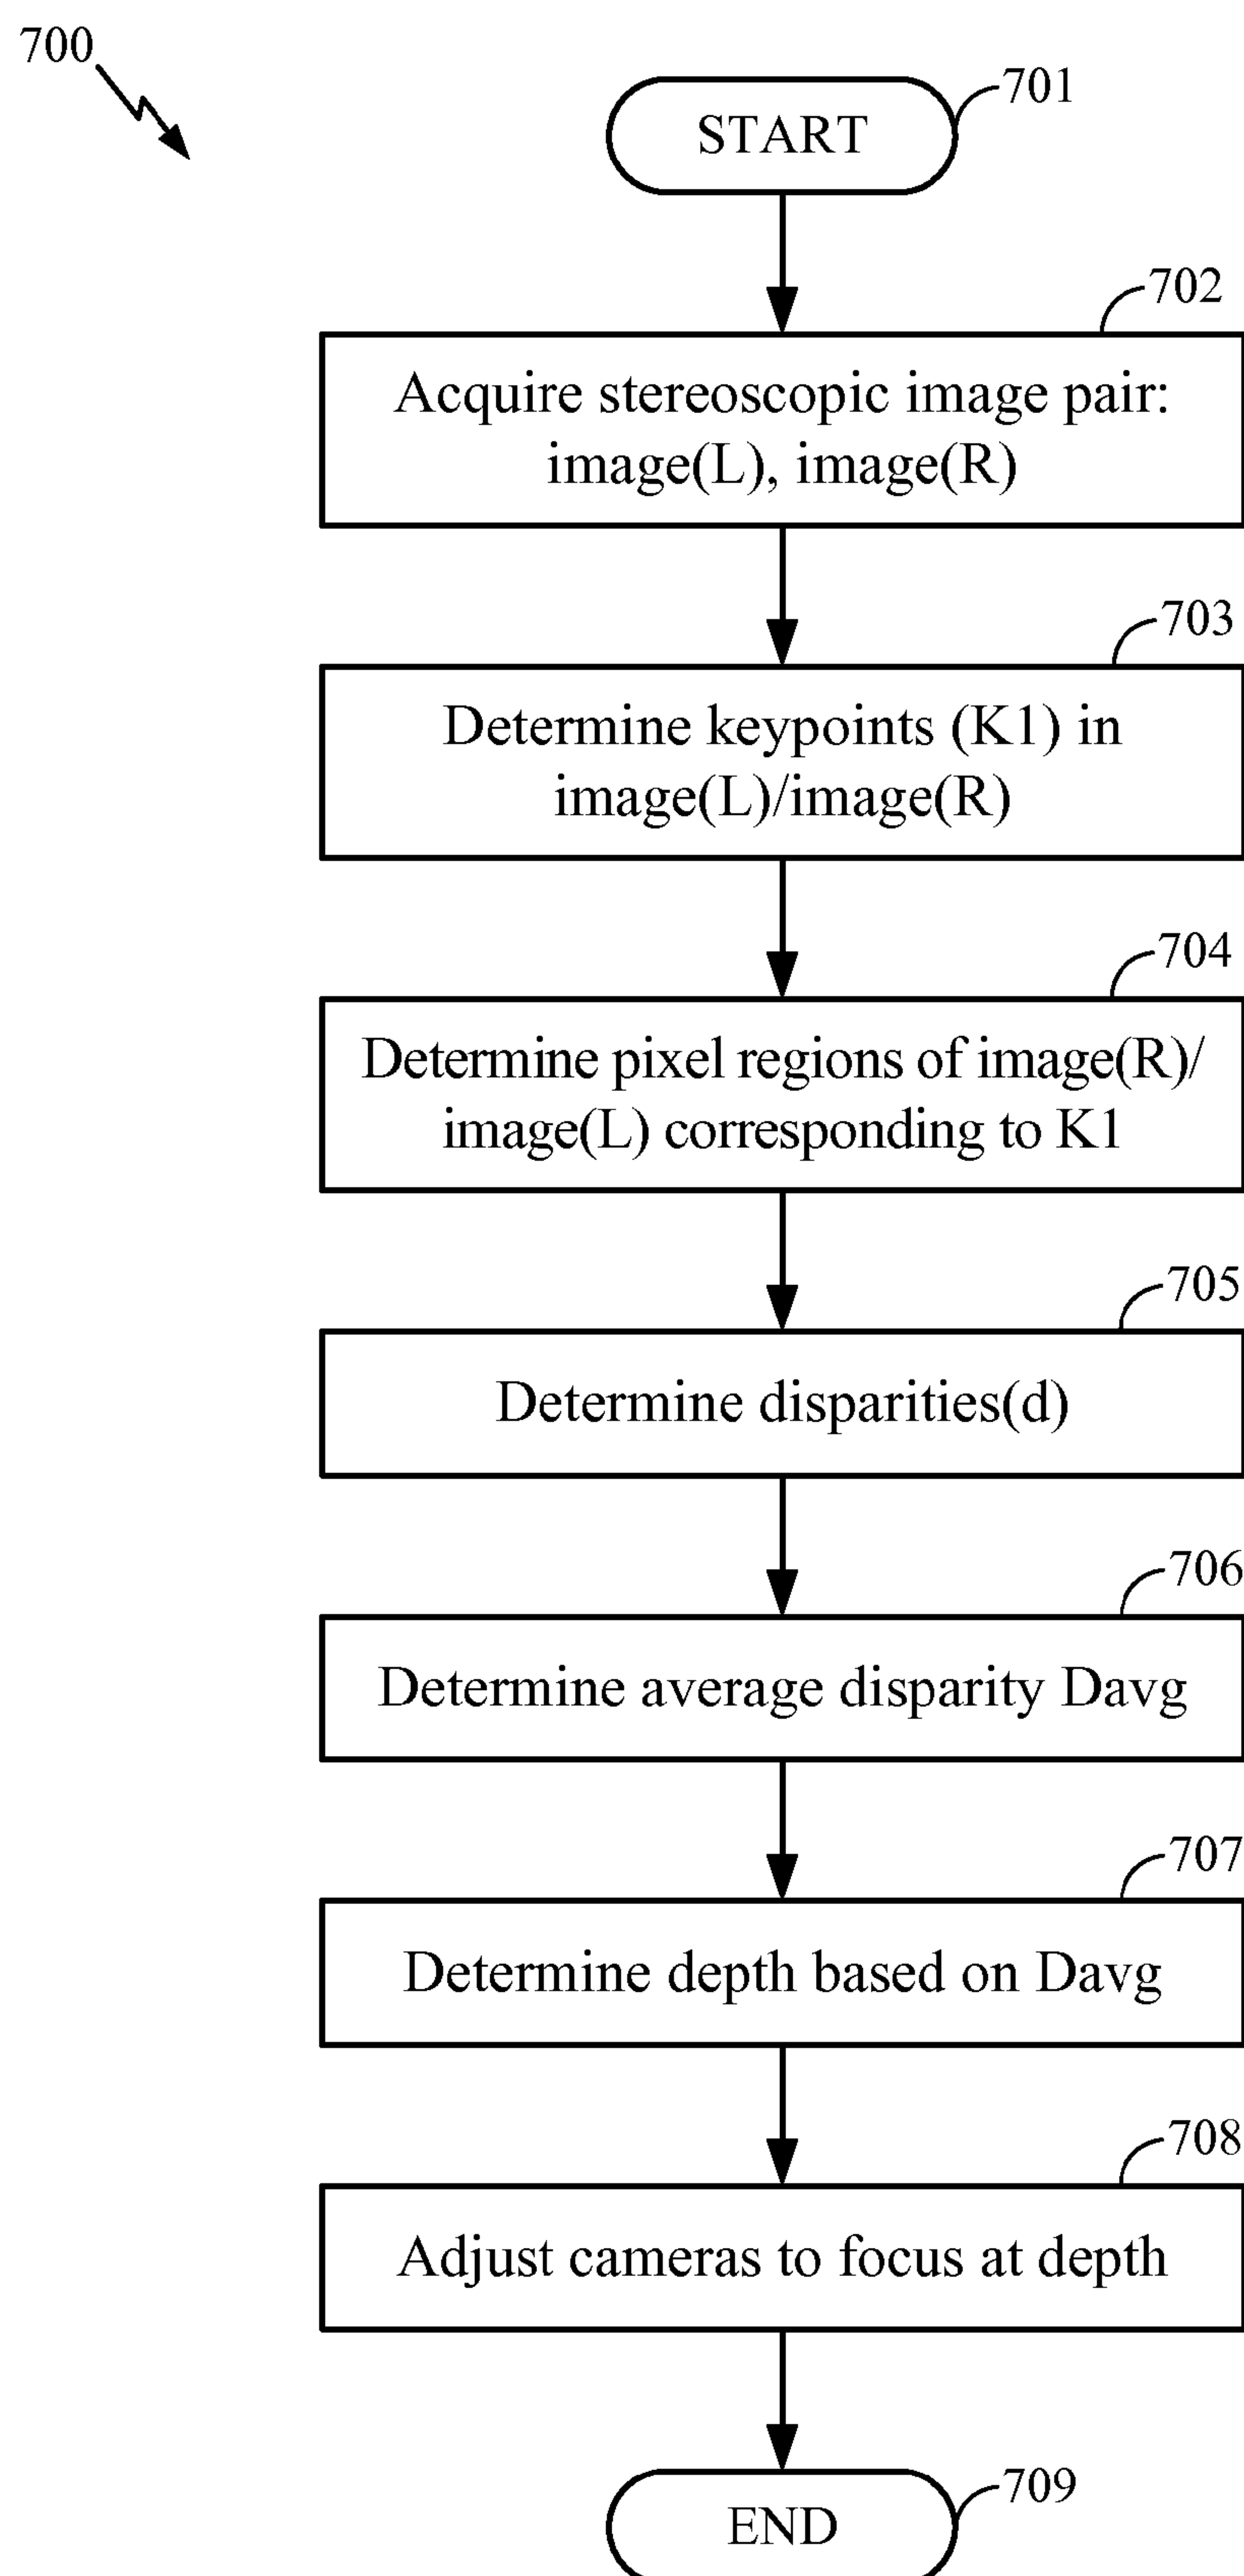 700
START
701
702
Acquire stereoscopic image pair:
image(L), image(R)
703
Determine keypoints (K1) in
image(L)/image(R)
704
Determine pixel regions of image(R)/
image(L) corresponding to K1
705
Determine disparities(d)
706
Determine average disparity Davg
707
Determine depth based on Davg
708
Adjust cameras to focus at depth
709
END